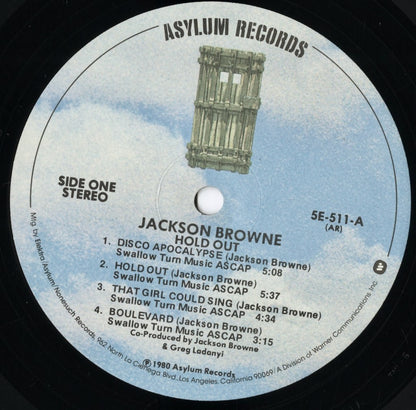 ASYLUM RECORDS
SIDE ONE
STEREO
5E-511-A
(AR)
JACKSON BROWNE
HOLD OUT
1. DISCO APOCALYPSE (Jackson Browne)
Swallow Turn Music ASCAP 5:08
2. HOLD OUT (Jackson Browne)
Swallow Turn Music ASCAP 5:37
3. THAT GIRL COULD SING (Jackson Browne)
Swallow Turn Music ASCAP 4:34
4. BOULEVARD (Jackson Browne)
Swallow Turn Music ASCAP 3:15
Co-Produced by Jackson Browne
& Greg Ladanyi
℗ 1980 Asylum Records
Mfg. by Elektra/Asylum/Nonesuch Records, 962 North La Cienega Blvd., Los Angeles, California 90069/A Division of Warner Communications, Inc.